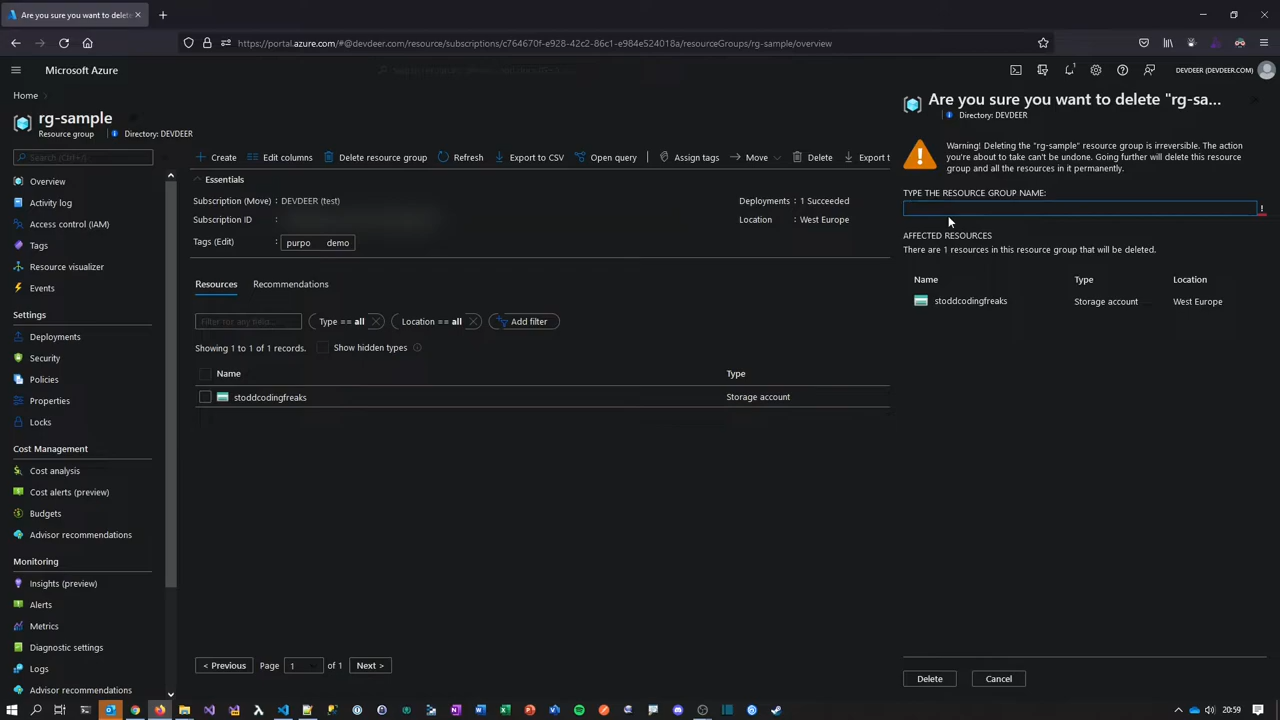 Are you sure you want to delet
https://portal.azure.com/#@devdeer.com/resource/subscriptions/c764670f-e928-42c2-86c1-e984e524018a/resourceGroups/rg-sample/overview
Microsoft Azure
DEVDEER (DEVDEER.COM)
Home
rg-sample
Resource group
Directory: DEVDEER
Search (Ctrl+/)
Overview
Activity log
Access control (IAM)
Tags
Resource visualizer
Events
Settings
Deployments
Security
Policies
Properties
Locks
Cost Management
Cost analysis
Cost alerts (preview)
Budgets
Advisor recommendations
Monitoring
Insights (preview)
Alerts
Metrics
Diagnostic settings
Logs
Advisor recommendations
Create
Edit columns
Delete resource group
Refresh
Export to CSV
Open query
Assign tags
Move
Delete
Export t
Essentials
Subscription (Move) : DEVDEER (test)
Deployments : 1 Succeeded
Subscription ID :
Location : West Europe
Tags (Edit) : purpo demo
Resources
Recommendations
Filter for any field...
Type == all
Location == all
Add filter
Showing 1 to 1 of 1 records.
Show hidden types
Name
Type
stoddcodingfreaks
Storage account
< Previous
Page 1 of 1
Next >
Are you sure you want to delete "rg-sa...
Directory: DEVDEER
Warning! Deleting the "rg-sample" resource group is irreversible. The action
you're about to take can't be undone. Going further will delete this resource
group and all the resources in it permanently.
TYPE THE RESOURCE GROUP NAME:
AFFECTED RESOURCES
There are 1 resources in this resource group that will be deleted.
Name Type Location
stoddcodingfreaks Storage account West Europe
Delete
Cancel
20:59